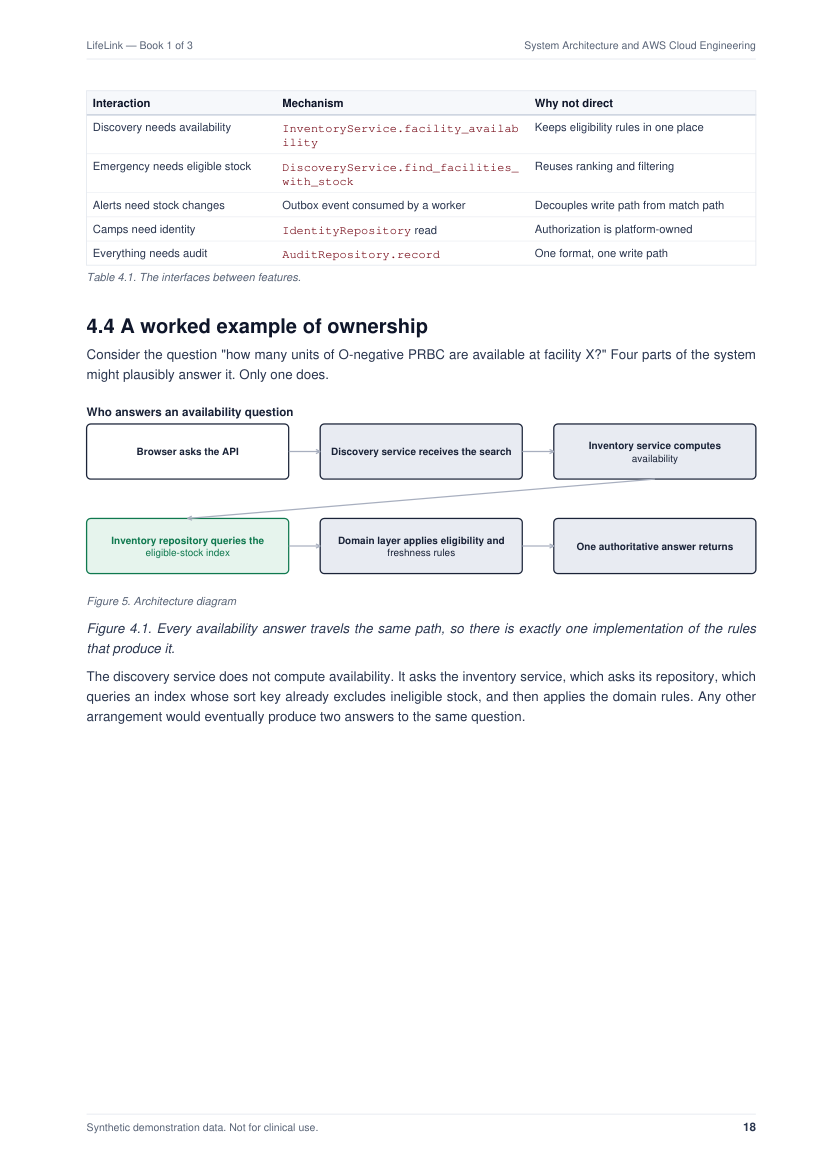 LifeLink — Book 1 of 3
System Architecture and AWS Cloud Engineering
Interaction
Mechanism
Why not direct
Discovery needs availability
InventoryService.facility_availab
ility
Keeps eligibility rules in one place
Emergency needs eligible stock
DiscoveryService.find_facilities_
with_stock
Reuses ranking and filtering
Alerts need stock changes
Outbox event consumed by a worker
Decouples write path from match path
Camps need identity
IdentityRepository read
Authorization is platform-owned
Everything needs audit
AuditRepository.record
One format, one write path
Table 4.1. The interfaces between features.
4.4 A worked example of ownership
Consider the question "how many units of O-negative PRBC are available at facility X?" Four parts of the system
might plausibly answer it. Only one does.
Who answers an availability question
Browser asks the API
Discovery service receives the search
Inventory service computes
availability
Inventory repository queries the
eligible-stock index
Domain layer applies eligibility and
freshness rules
One authoritative answer returns
Figure 5. Architecture diagram
Figure 4.1. Every availability answer travels the same path, so there is exactly one implementation of the rules
that produce it.
The discovery service does not compute availability. It asks the inventory service, which asks its repository, which
queries an index whose sort key already excludes ineligible stock, and then applies the domain rules. Any other
arrangement would eventually produce two answers to the same question.
Synthetic demonstration data. Not for clinical use.
18